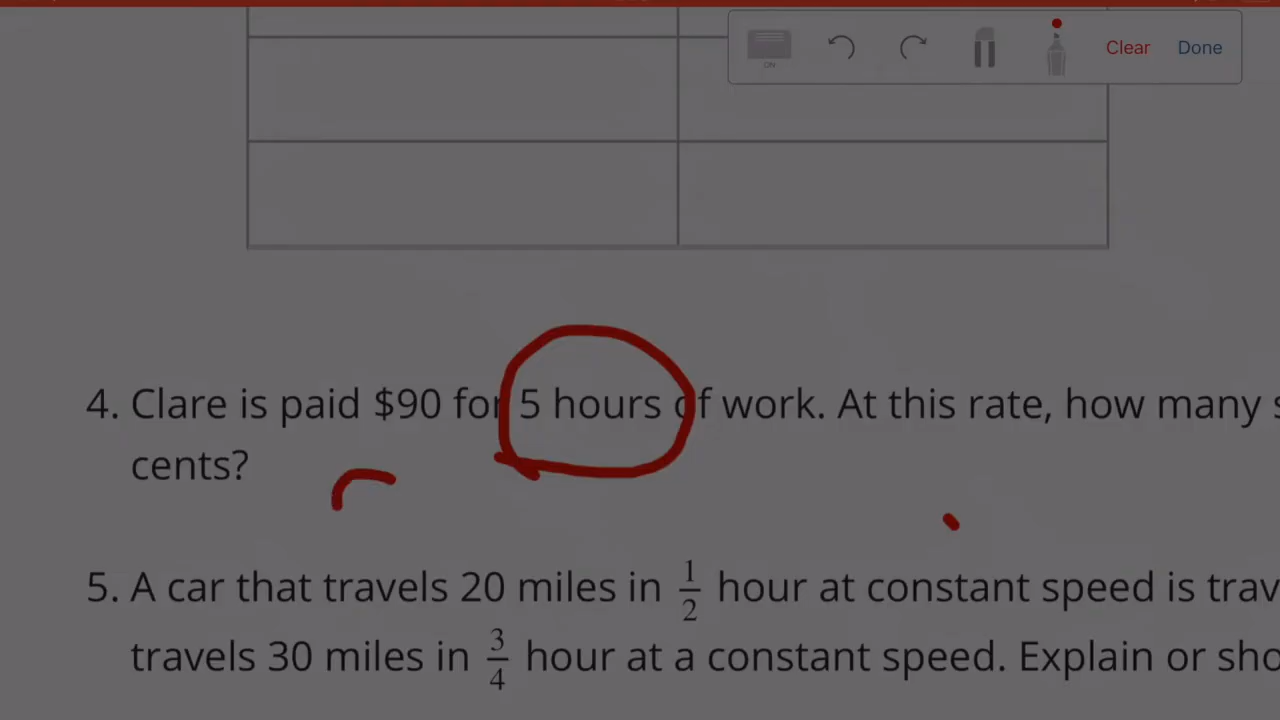 ON
Clear Done
4. Clare is paid $90 for 5 hours of work. At this rate, how many s
cents?
5. A car that travels 20 miles in 1/2 hour at constant speed is trav
travels 30 miles in 3/4 hour at a constant speed. Explain or sho